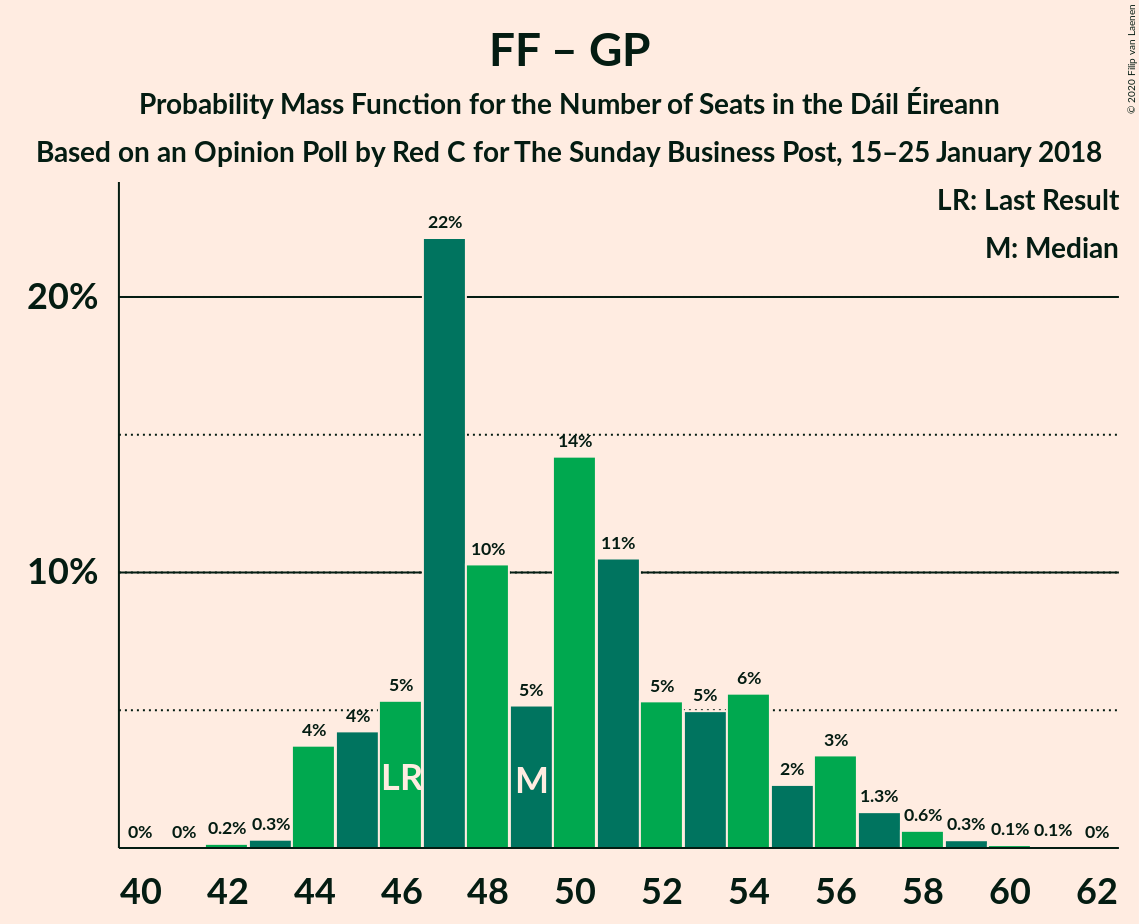 FF – GP
Probability Mass Function for the Number of Seats in the Dáil Éireann
Based on an Opinion Poll by Red C for The Sunday Business Post, 15–25 January 2018
© 2020 Filip van Laenen
LR: Last Result
M: Median
20%
10%
0% 0% 0.2% 0.3% 4% 4% 5% 22% 10% 5% 14% 11% 5% 5% 6% 2% 3% 1.3% 0.6% 0.3% 0.1% 0.1% 0%
LR M
40 42 44 46 48 50 52 54 56 58 60 62